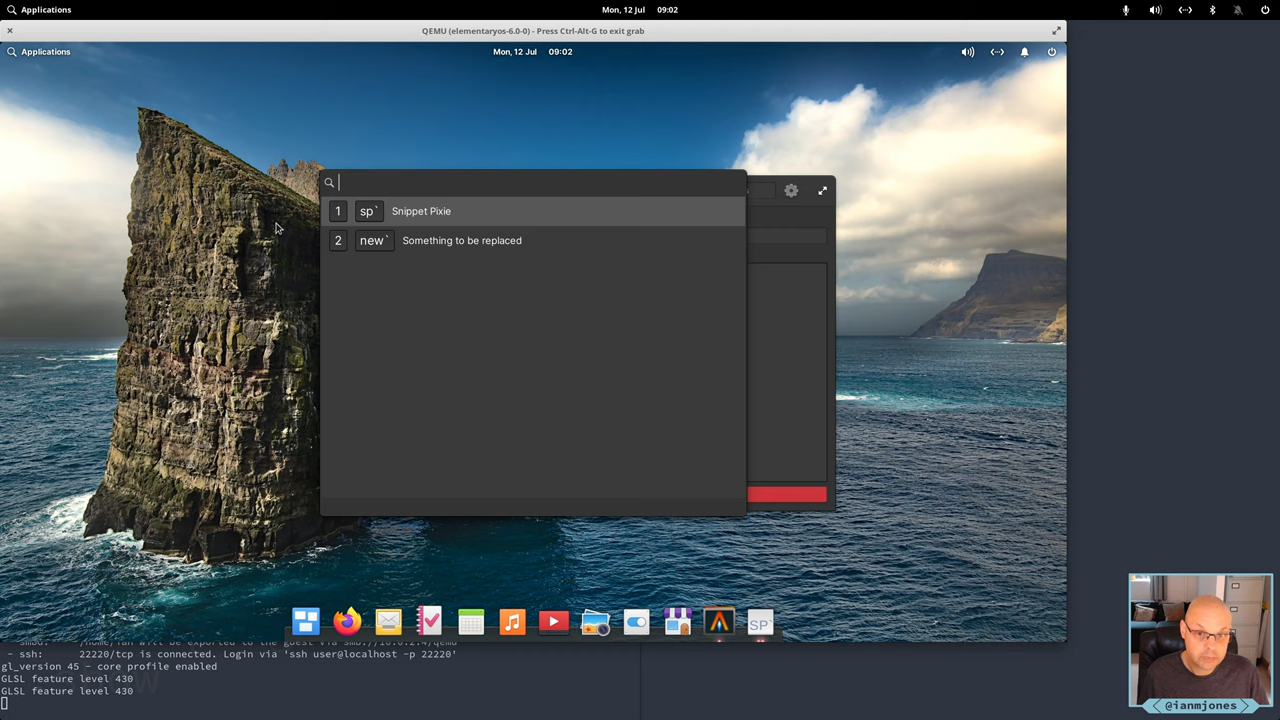 Applications
Mon, 12 Jul 09:02
QEMU (elementaryos-6.0-0) - Press Ctrl-Alt-G to exit grab
Applications
Mon, 12 Jul 09:02
1 sp` Snippet Pixie
2 new` Something to be replaced
SP`
- ssh: 22220/tcp is connected. Login via 'ssh user@localhost -p 22220'
gl_version 45 - core profile enabled
GLSL feature level 430
GLSL feature level 430
@ianmjones